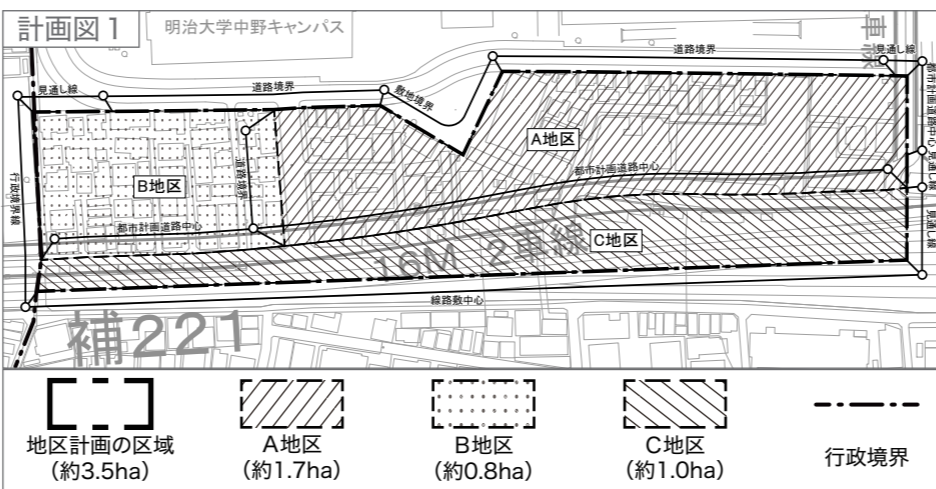 計画図1
明治大学中野キャンパス
見通し線
道路境界
敷地境界
道路境界
見通し線
都市計画道路中心
見通し線
見通し線
行政境界線
B地区
道路境界
A地区
都市計画道路中心
都市計画道路中心
C地区
16M 2車線
線路敷中心
補221
地区計画の区域
(約3.5ha)
A地区
(約1.7ha)
B地区
(約0.8ha)
C地区
(約1.0ha)
行政境界